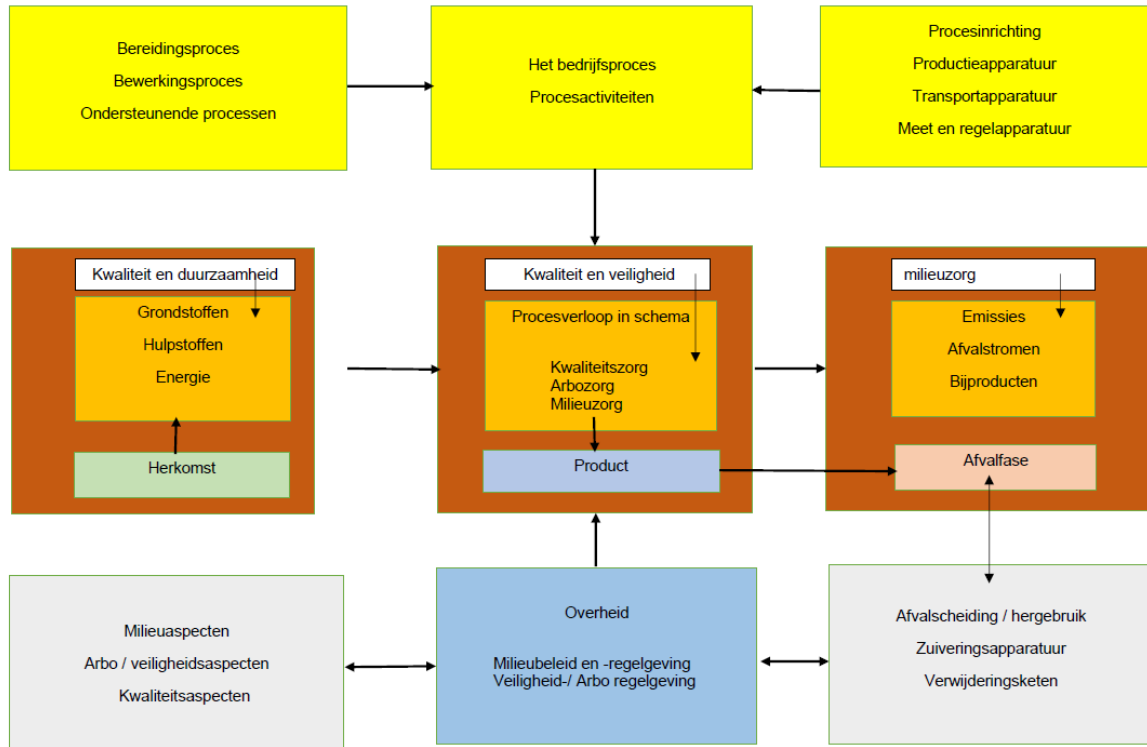 Bereidingsproces
Bewerkingsproces
Ondersteunende processen
Het bedrijfsproces
Procesactiviteiten
Procesinrichting
Productieapparatuur
Transportapparatuur
Meet en regelapparatuur
Kwaliteit en duurzaamheid
Grondstoffen
Hulpstoffen
Energie
Herkomst
Kwaliteit en veiligheid
Procesverloop in schema
Kwaliteitszorg
Arbozorg
Milieuzorg
Product
milieuzorg
Emissies
Afvalstromen
Bijproducten
Afvalfase
Milieuaspecten
Arbo / veiligheidsaspecten
Kwaliteitsaspecten
Overheid
Milieubeleid en -regelgeving
Veiligheid-/ Arbo regelgeving
Afvalscheiding / hergebruik
Zuiveringsapparatuur
Verwijderingsketen